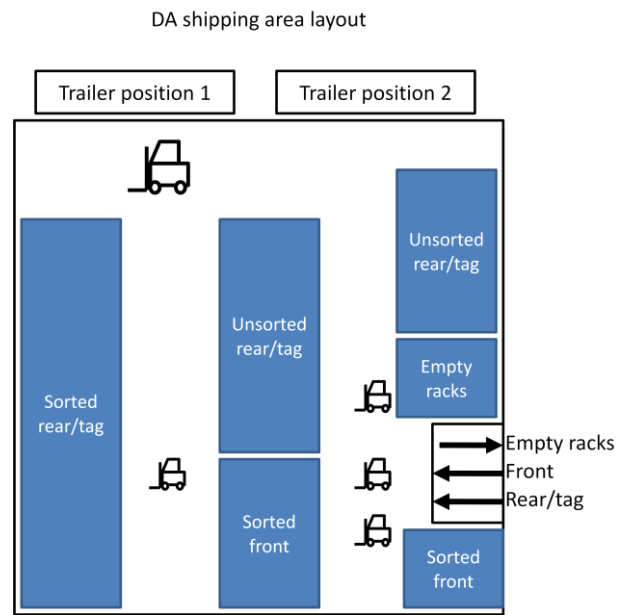 DA shipping area layout
Trailer position 1
Trailer position 2
Unsorted
rear/tag
Unsorted
rear/tag
Empty
racks
Sorted
rear/tag
Empty racks
Front
Rear/tag
Sorted
front
Sorted
front